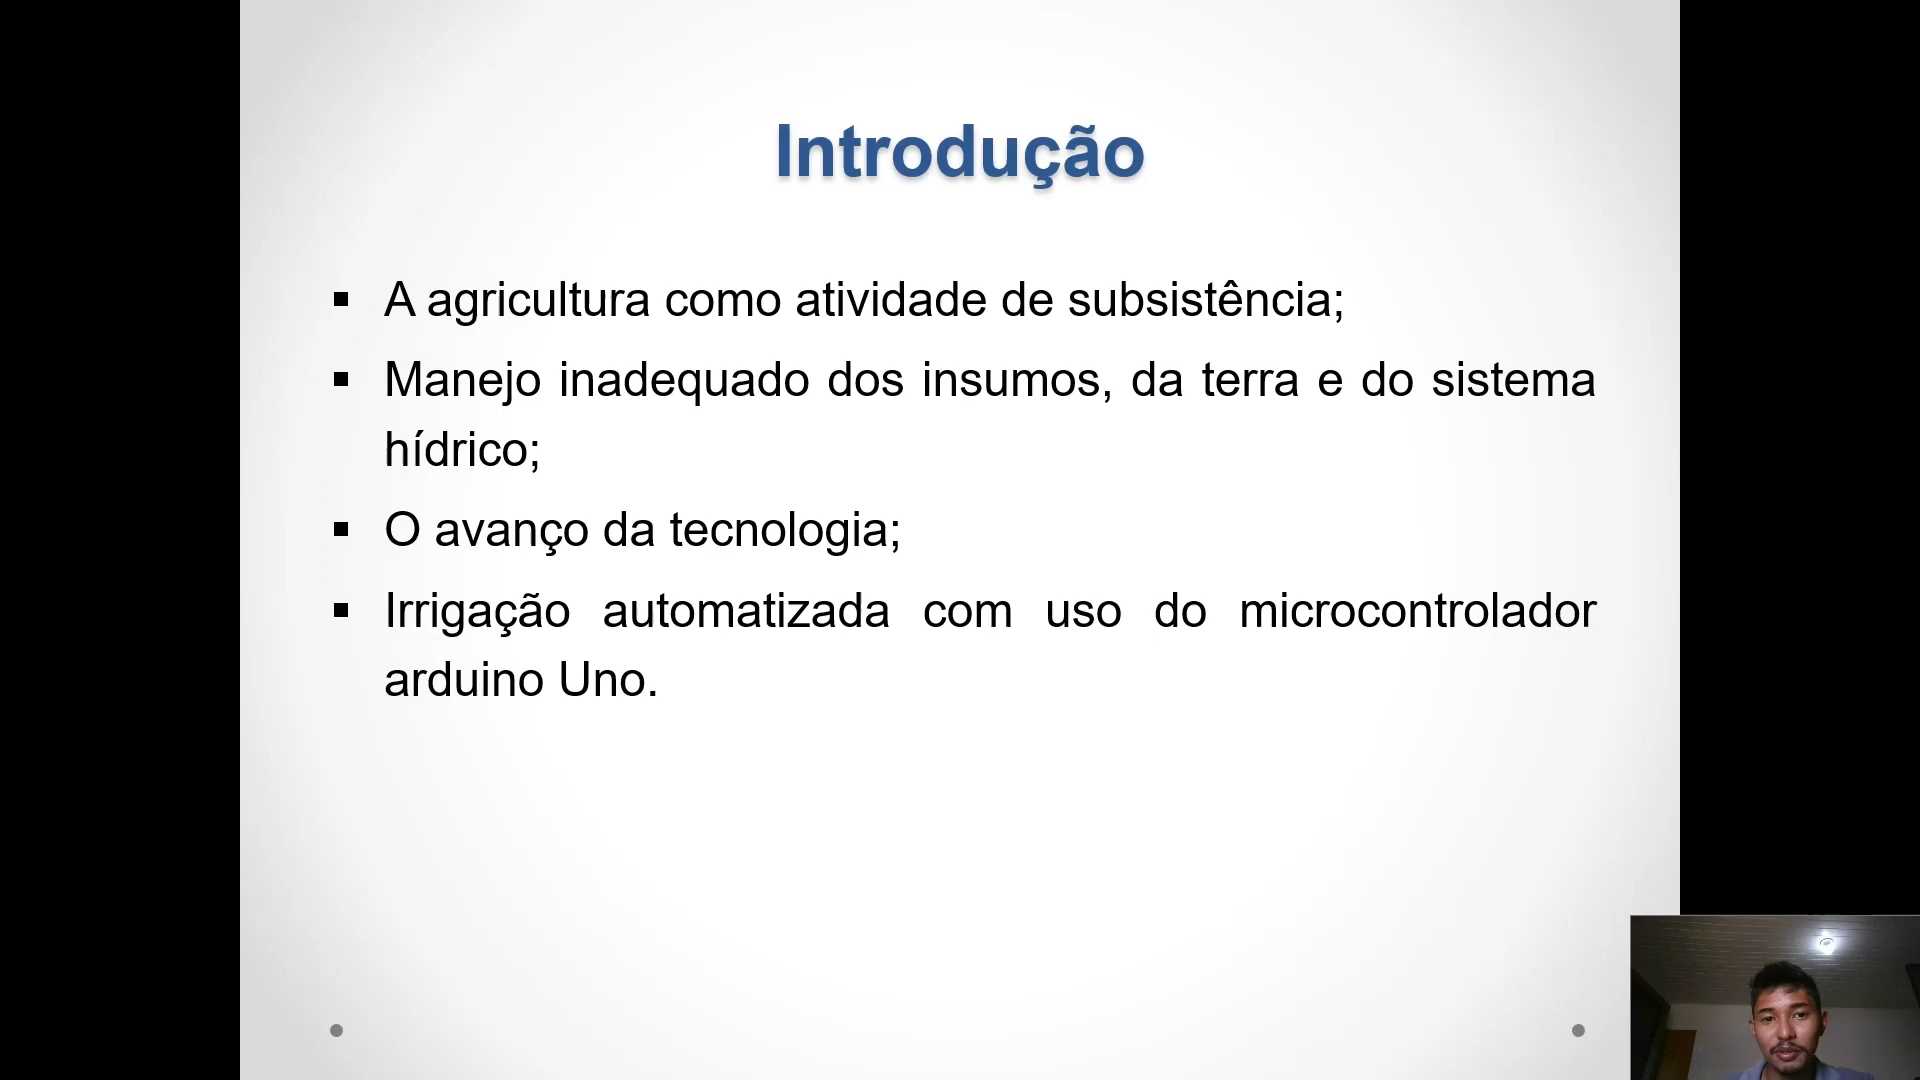 Introdução
▪ A agricultura como atividade de subsistência;
▪ Manejo inadequado dos insumos, da terra e do sistema
hídrico;
▪ O avanço da tecnologia;
▪ Irrigação automatizada com uso do microcontrolador
arduino Uno.